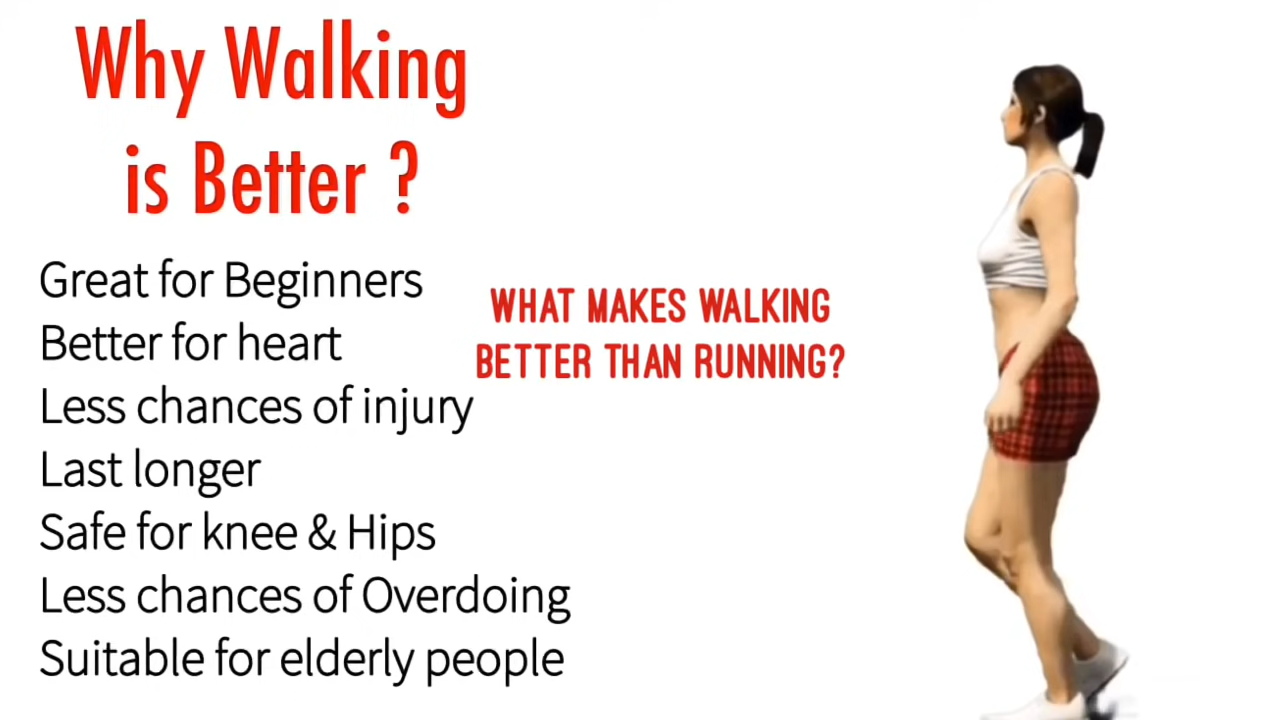 Why Walking
is Better ?
Great for Beginners
Better for heart
Less chances of injury
Last longer
Safe for knee & Hips
Less chances of Overdoing
Suitable for elderly people
WHAT MAKES WALKING
BETTER THAN RUNNING?